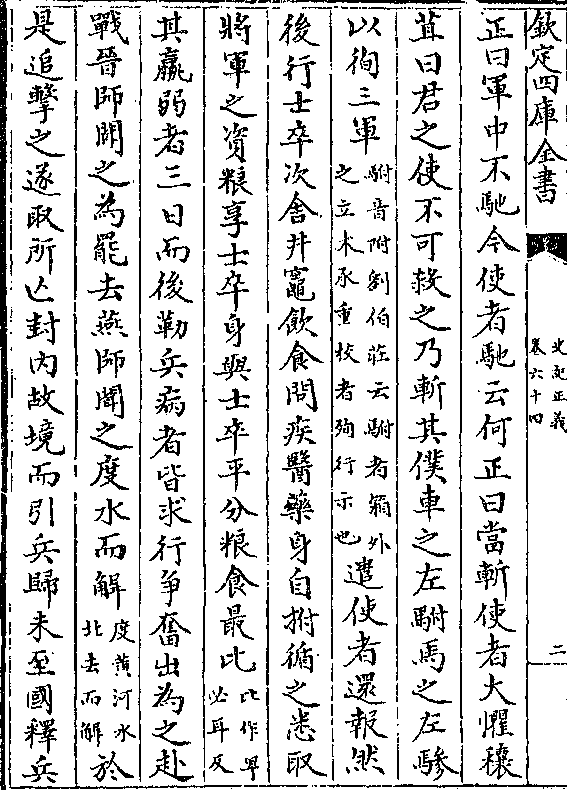 欽定四庫全書
史記正義
卷六十四
二
正曰軍中不馳今使者馳云何正曰當斬使者大懼穰
苴曰君之使不可殺之乃斬其僕車之左駙馬之左驂
以徇三軍駙音附劉伯莊云駙者箱外之立木承重校者殉行示也遣使者還報然
後行士卒次舍井竈飲食問疾醫藥身自拊循之悉取
將軍之資粮享士卒身與士卒平分粮食最比比作卑必耳反
其羸弱者三日而後勒兵病者皆求行爭奮出為之赴
戰晉師聞之為罷去燕師聞之度水而解度黄河水北去而解於
是追擊之遂取所亡封内故境而引兵歸未至國釋兵